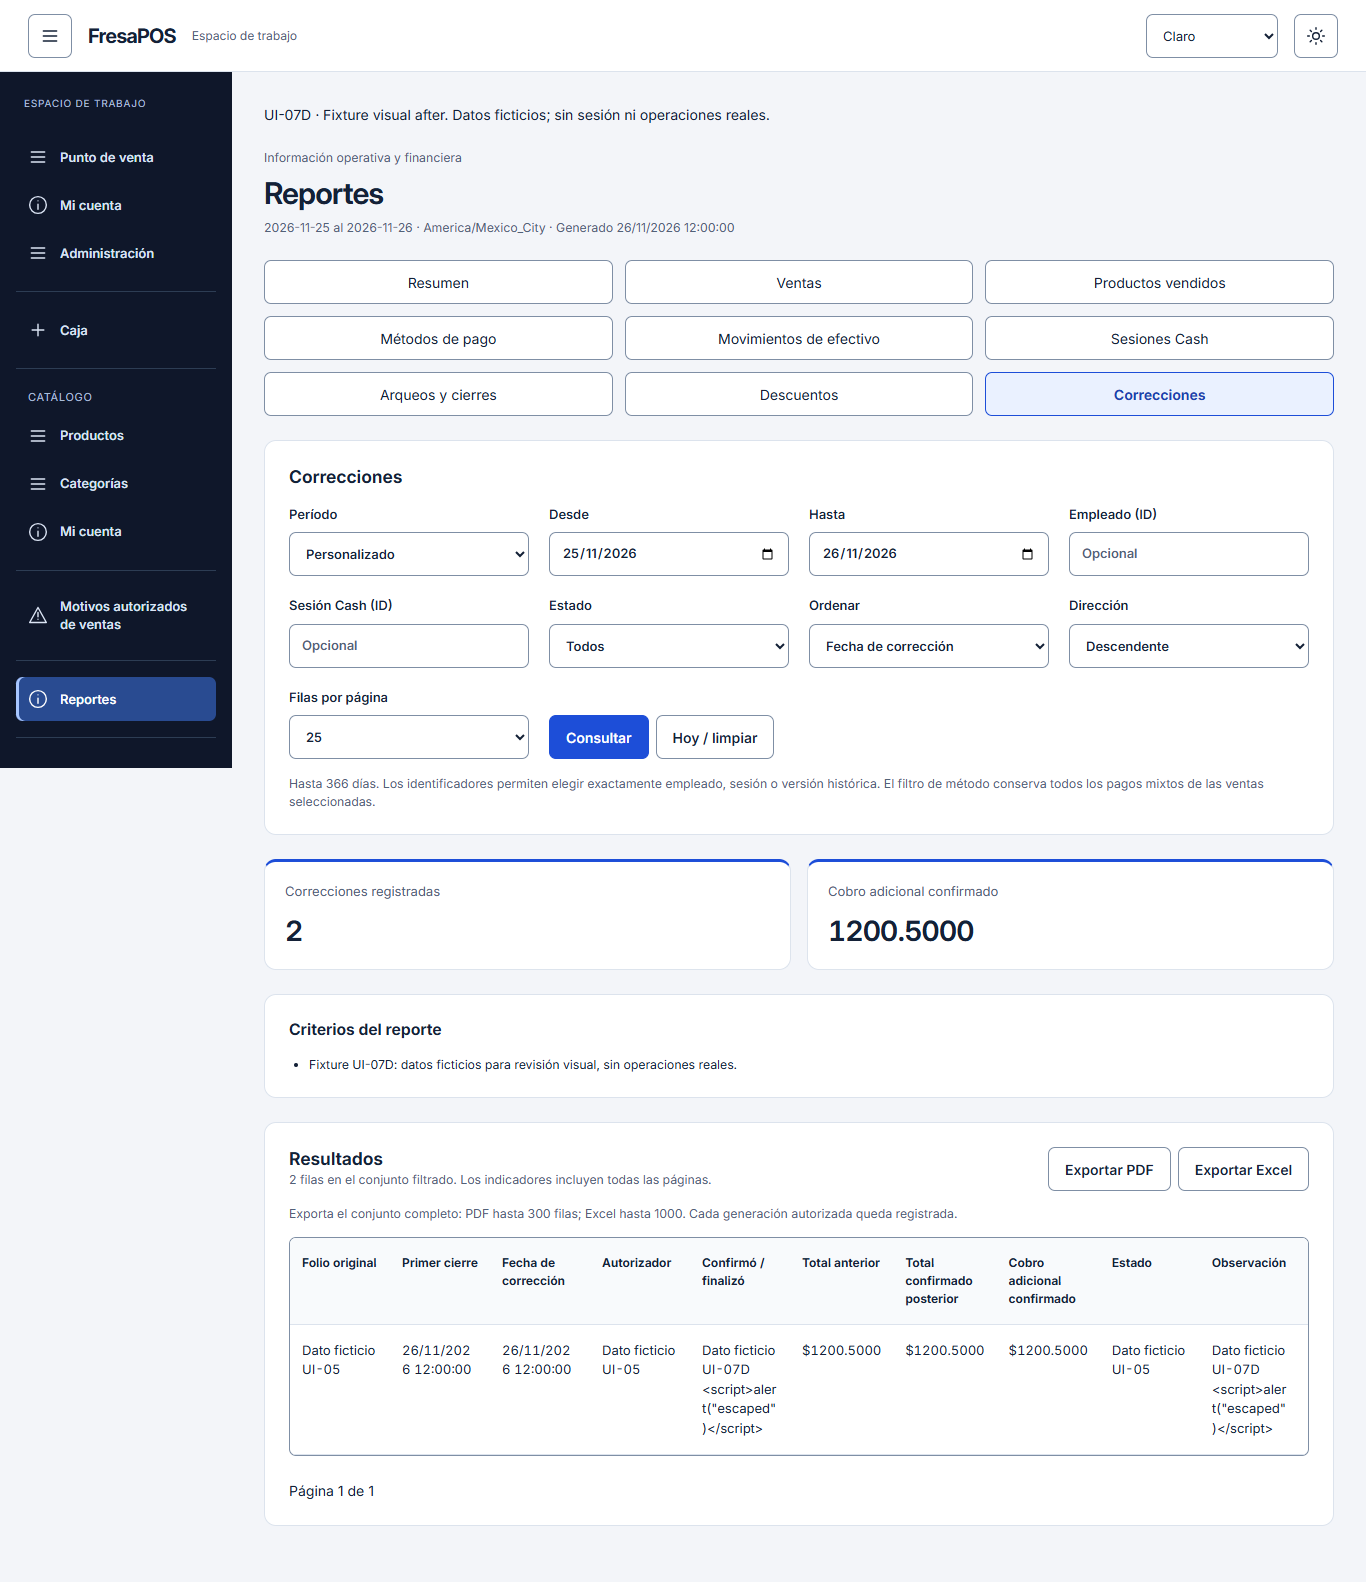 FresaPOS
Espacio de trabajo
Claro
ESPACIO DE TRABAJO
Punto de venta
Mi cuenta
Administración
Caja
CATÁLOGO
Productos
Categorías
Mi cuenta
Motivos autorizados
de ventas
Reportes
UI-07D · Fixture visual after. Datos ficticios; sin sesión ni operaciones reales.
Información operativa y financiera
Reportes
2026-11-25 al 2026-11-26 · America/Mexico_City · Generado 26/11/2026 12:00:00
Resumen
Ventas
Productos vendidos
Métodos de pago
Movimientos de efectivo
Sesiones Cash
Arqueos y cierres
Descuentos
Correcciones
Correcciones
Período
Desde
Hasta
Empleado (ID)
Personalizado
25/11/2026
26/11/2026
Opcional
Sesión Cash (ID)
Estado
Ordenar
Dirección
Opcional
Todos
Fecha de corrección
Descendente
Filas por página
25
Consultar
Hoy / limpiar
Hasta 366 días. Los identificadores permiten elegir exactamente empleado, sesión o versión histórica. El filtro de método conserva todos los pagos mixtos de las ventas
seleccionadas.
Correcciones registradas
2
Cobro adicional confirmado
1200.5000
Criterios del reporte
• Fixture UI-07D: datos ficticios para revisión visual, sin operaciones reales.
Resultados
2 filas en el conjunto filtrado. Los indicadores incluyen todas las páginas.
Exportar PDF
Exportar Excel
Exporta el conjunto completo: PDF hasta 300 filas; Excel hasta 1000. Cada generación autorizada queda registrada.
Folio original
Primer cierre
Fecha de
corrección
Autorizador
Confirmó /
finalizó
Total anterior
Total
confirmado
posterior
Cobro
adicional
confirmado
Estado
Observación
Dato ficticio
UI-05
26/11/202
6 12:00:00
26/11/202
6 12:00:00
Dato ficticio
UI-05
Dato ficticio
UI-07D
<script>aler
t("escaped"
)</script>
$1200.5000
$1200.5000
$1200.5000
Dato ficticio
UI-05
Dato ficticio
UI-07D
<script>aler
t("escaped"
)</script>
Página 1 de 1